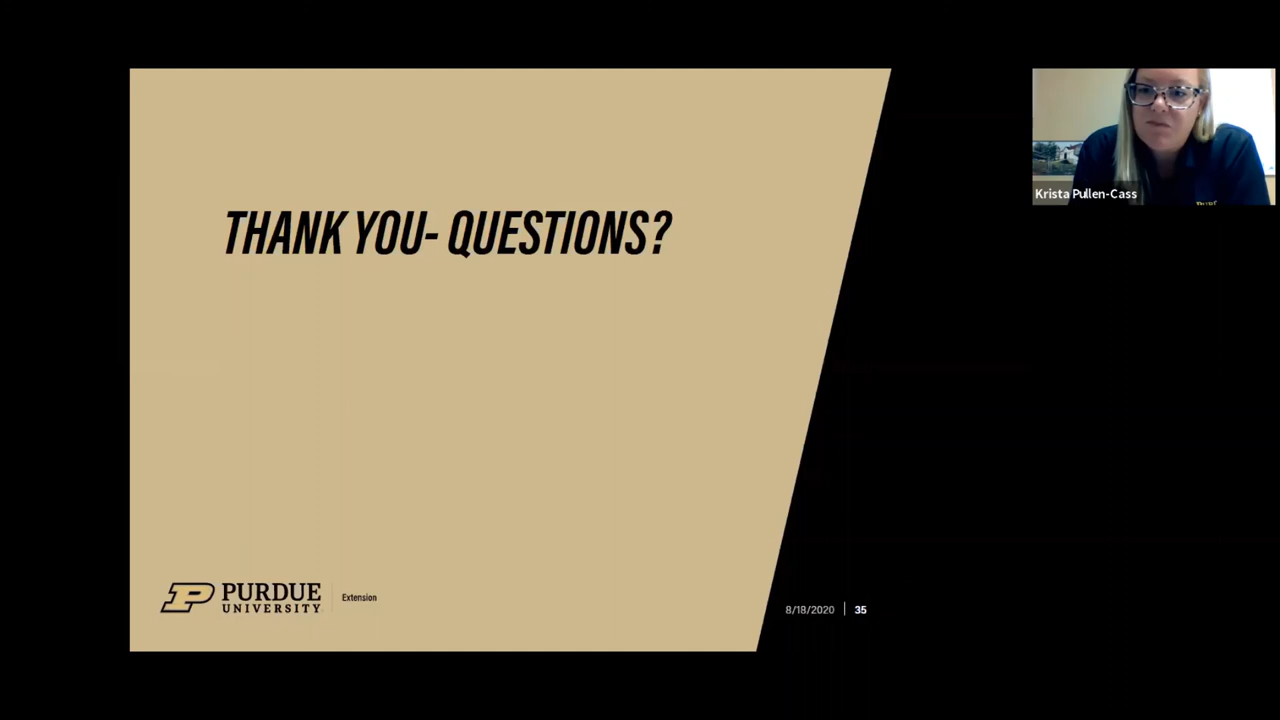 THANK YOU- QUESTIONS?
Krista Pullen-Cass
PURDUE
UNIVERSITY
Extension
8/18/2020
35